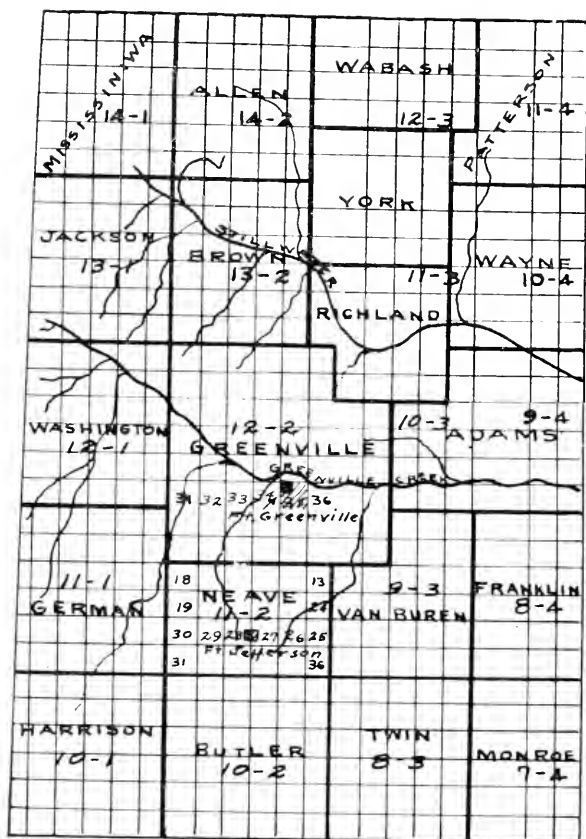 WABASH
ALLEN
MISSISSINIWA
14-1
14-2
12-3
11-4
PATTERSON
YORK
JACKSON
13-1
STILLWATER
BROWN
13-2
11-3
WAYNE
10-4
RICHLAND
12-2
10-3
9-4
WASHINGTON
12-1
GREENVILLE
ADAMS
GREENVILLE CREEK
31 32 33 34 36
Ft. Greenville
11-1
GERMAN
18
13
NEAVE
11-2
19
24
30 29 28 27 26 25
Ft Jefferson
31
36
9-3
VAN BUREN
FRANKLIN
8-4
HARRISON
10-1
BUTLER
10-2
TWIN
8-3
MONROE
7-4